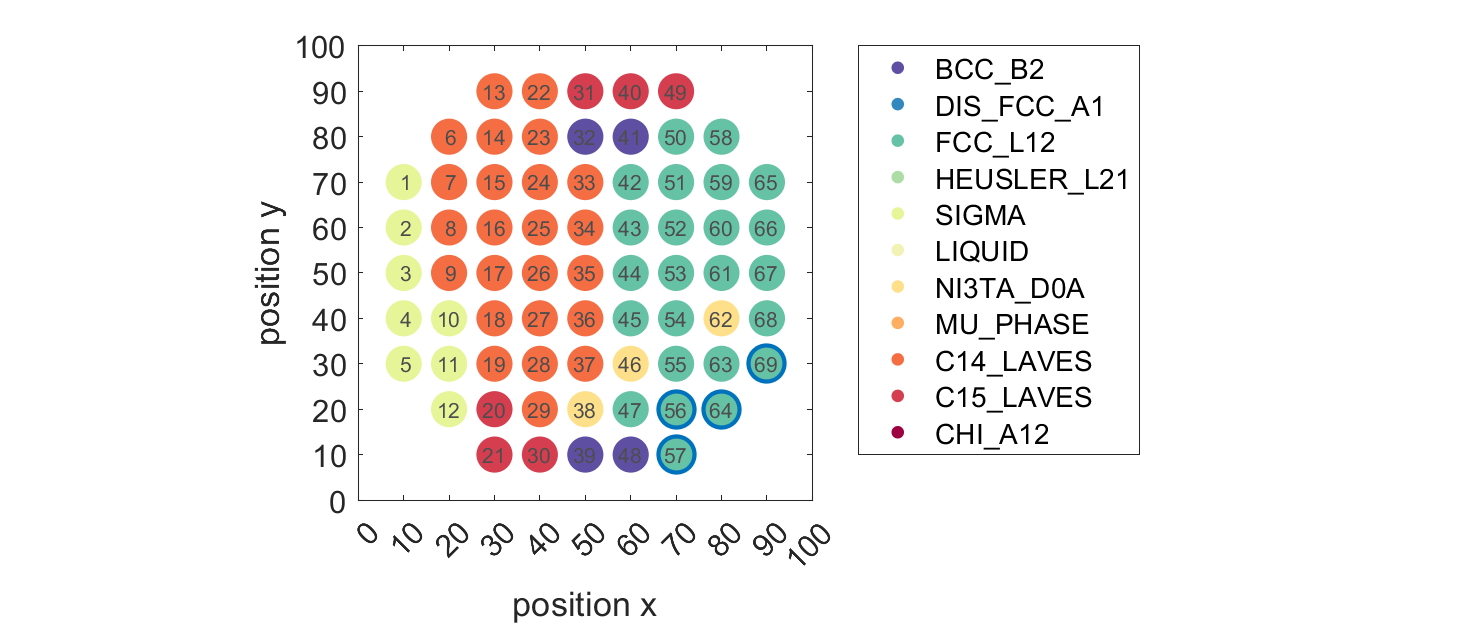 100
90
80
70
60
50
40
30
20
10
0
position y
13 22 31 40 49
6 14 23 32 41 50 58
1 7 15 24 33 42 51 59 65
2 8 16 25 34 43 52 60 66
3 9 17 26 35 44 53 61 67
4 10 18 27 36 45 54 62 68
5 11 19 28 37 46 55 63 69
12 20 29 38 47 56 64
21 30 39 48 57
0 10 20 30 40 50 60 70 80 90 100
position x
BCC_B2
DIS_FCC_A1
FCC_L12
HEUSLER_L21
SIGMA
LIQUID
NI3TA_D0A
MU_PHASE
C14_LAVES
C15_LAVES
CHI_A12